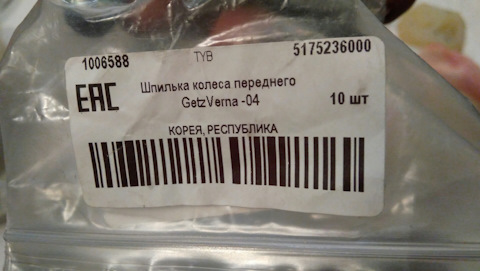 1006588 TYB 5175236000
EAC Шпилька колеса переднего
GetzVerna -04 10 шт
КОРЕЯ, РЕСПУБЛИКА